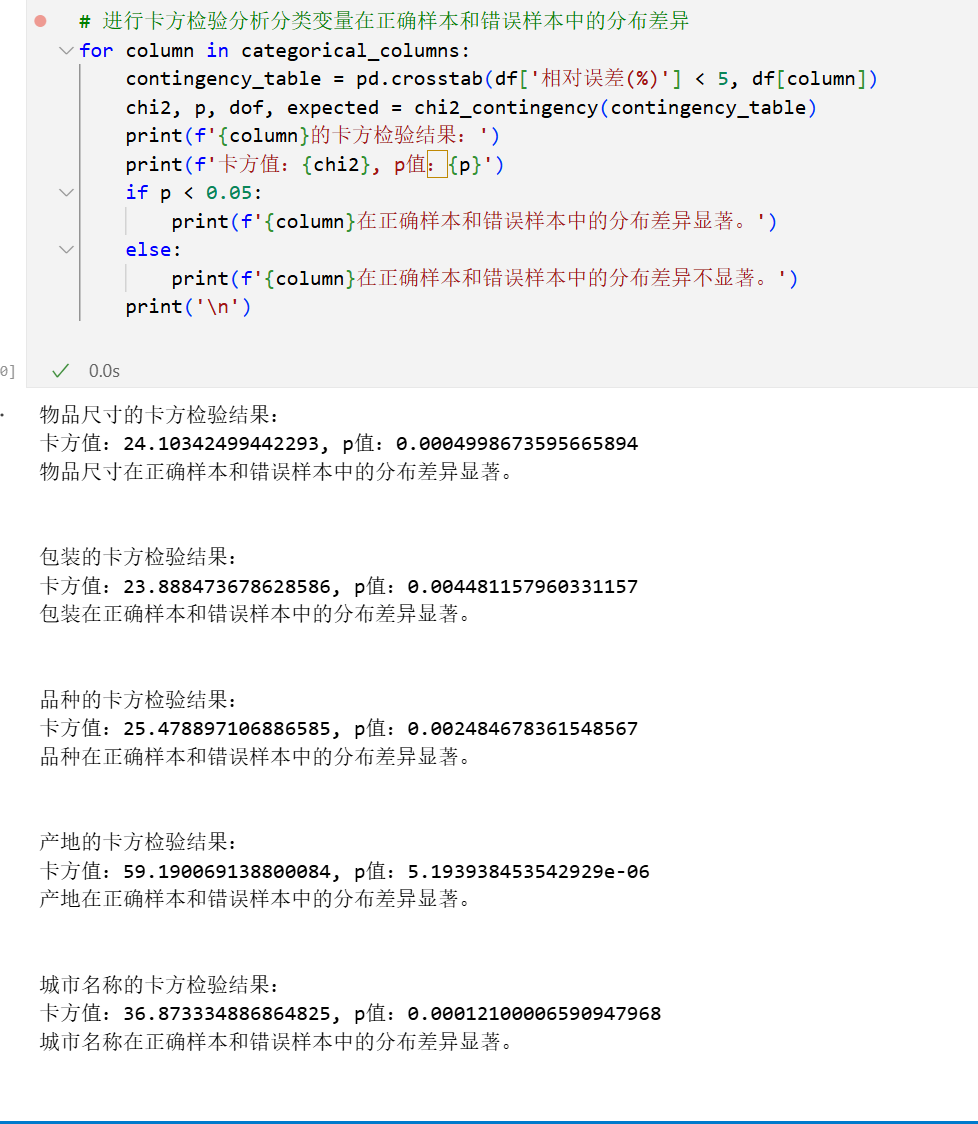 # 进行卡方检验分析分类变量在正确样本和错误样本中的分布差异
for column in categorical_columns:
contingency_table = pd.crosstab(df['相对误差(%)'] < 5, df[column])
chi2, p, dof, expected = chi2_contingency(contingency_table)
print(f'{column}的卡方检验结果：')
print(f'卡方值：{chi2}, p值：{p}')
if p < 0.05:
print(f'{column}在正确样本和错误样本中的分布差异显著。')
else:
print(f'{column}在正确样本和错误样本中的分布差异不显著。')
print('\n')
0]
0.0s
物品尺寸的卡方检验结果：
卡方值：24.10342499442293, p值：0.0004998673595665894
物品尺寸在正确样本和错误样本中的分布差异显著。
包装的卡方检验结果：
卡方值：23.888473678628586, p值：0.004481157960331157
包装在正确样本和错误样本中的分布差异显著。
品种的卡方检验结果：
卡方值：25.478897106886585, p值：0.002484678361548567
品种在正确样本和错误样本中的分布差异显著。
产地的卡方检验结果：
卡方值：59.190069138800084, p值：5.193938453542929e-06
产地在正确样本和错误样本中的分布差异显著。
城市名称的卡方检验结果：
卡方值：36.873334886864825, p值：0.00012100006590947968
城市名称在正确样本和错误样本中的分布差异显著。